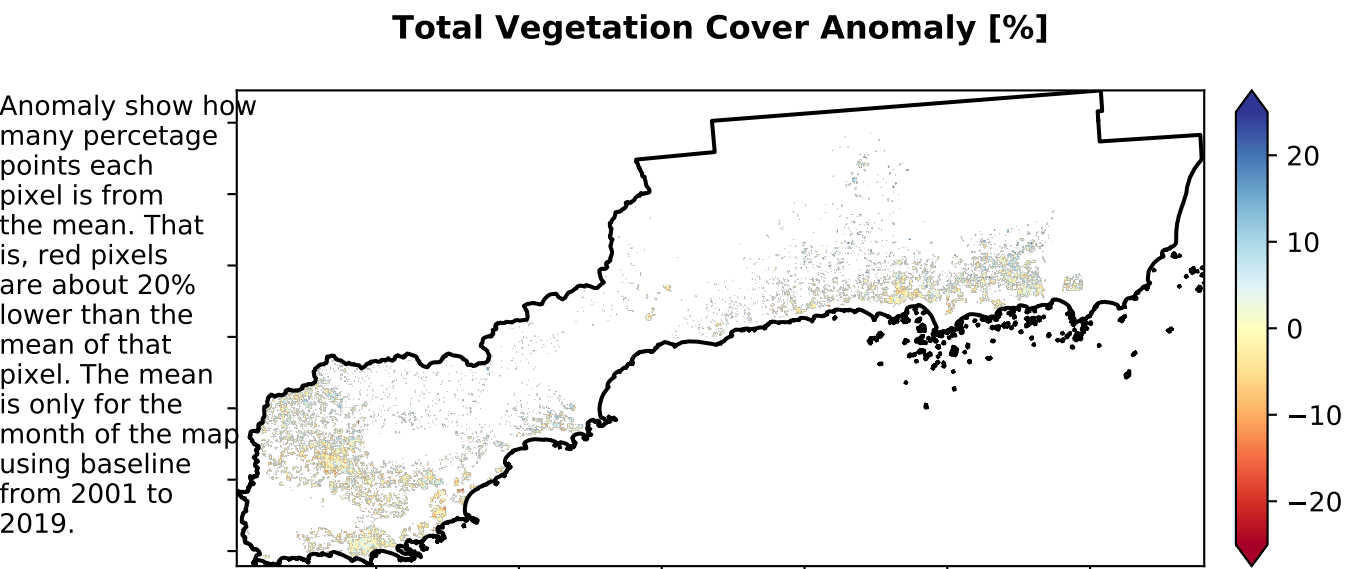 Total Vegetation Cover Anomaly [%]
Anomaly show how
many percetage
points each
pixel is from
the mean. That
is, red pixels
are about 20%
lower than the
mean of that
pixel. The mean
is only for the
month of the map
using baseline
from 2001 to
2019.
20
10
0
−10
−20